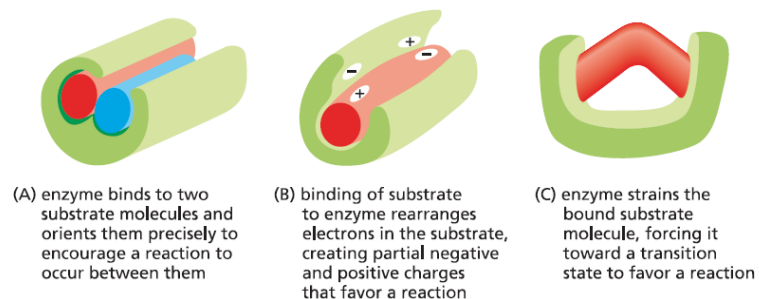 +
−
−
+
(A) enzyme binds to two
substrate molecules and
orients them precisely to
encourage a reaction to
occur between them
(B) binding of substrate
to enzyme rearranges
electrons in the substrate,
creating partial negative
and positive charges
that favor a reaction
(C) enzyme strains the
bound substrate
molecule, forcing it
toward a transition
state to favor a reaction